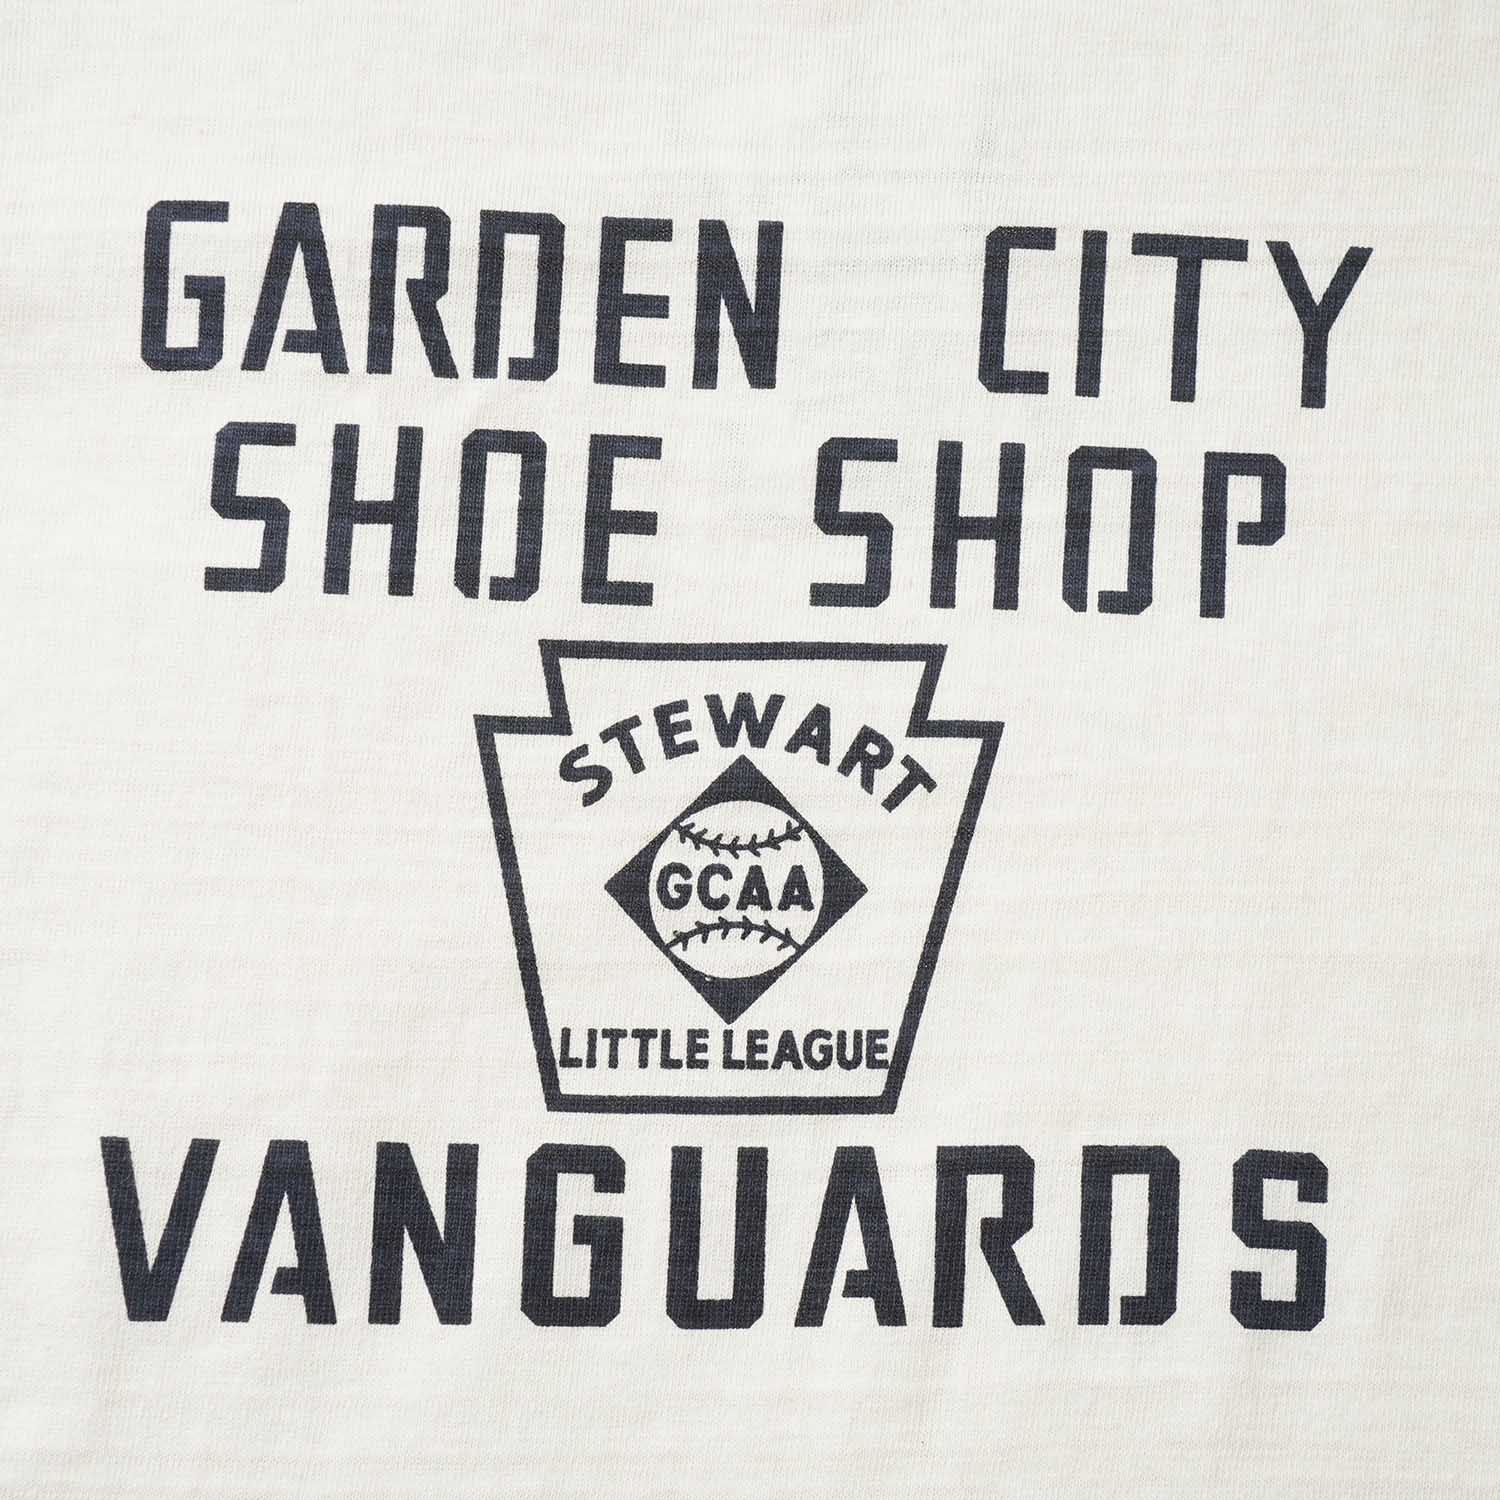 GARDEN CITY
SHOE SHOP
STEWART
GCAA
LITTLE LEAGUE
VANGUARDS